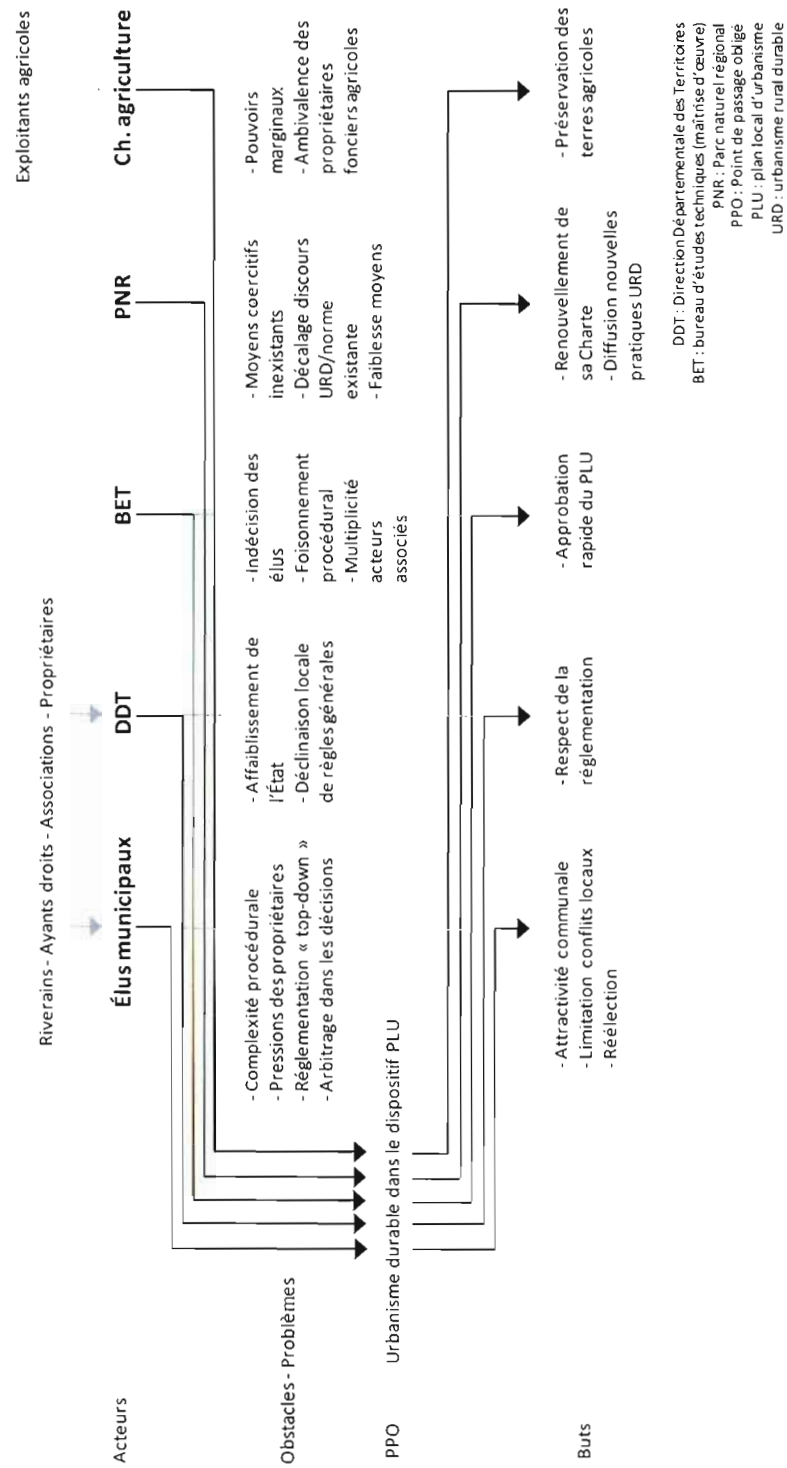 Riverains - Ayants droits - Associations - Propriétaires
Exploitants agricoles
Acteurs
Élus municipaux
DDT
BET
PNR
Ch. agriculture
Obstacles - Problèmes
- Complexité procédurale
- Pressions des propriétaires
- Réglementation « top-down »
- Arbitrage dans les décisions
- Affaiblissement de
l'État
- Déclinaison locale
de règles générales
- Indécision des
élus
- Foisonnement
procédural
- Multiplicité
acteurs
associés
- Moyens coercitifs
inexistants
- Décalage discours
URD/norme
existante
- Faiblesse moyens
- Pouvoirs
marginaux
- Ambivalence des
propriétaires
fonciers agricoles
PPO
Urbanisme durable dans le dispositif PLU
Buts
- Attractivité communale
- Limitation conflits locaux
- Réélection
- Respect de la
réglementation
- Approbation
rapide du PLU
- Renouvellement de
sa Charte
- Diffusion nouvelles
pratiques URD
- Préservation des
terres agricoles
DDT : Direction Départementale des Territoires
BET : bureau d'études techniques (maîtrise d'œuvre)
PNR : Parc naturel régional
PPO : Point de passage obligé
PLU : plan local d'urbanisme
URD : urbanisme rural durable